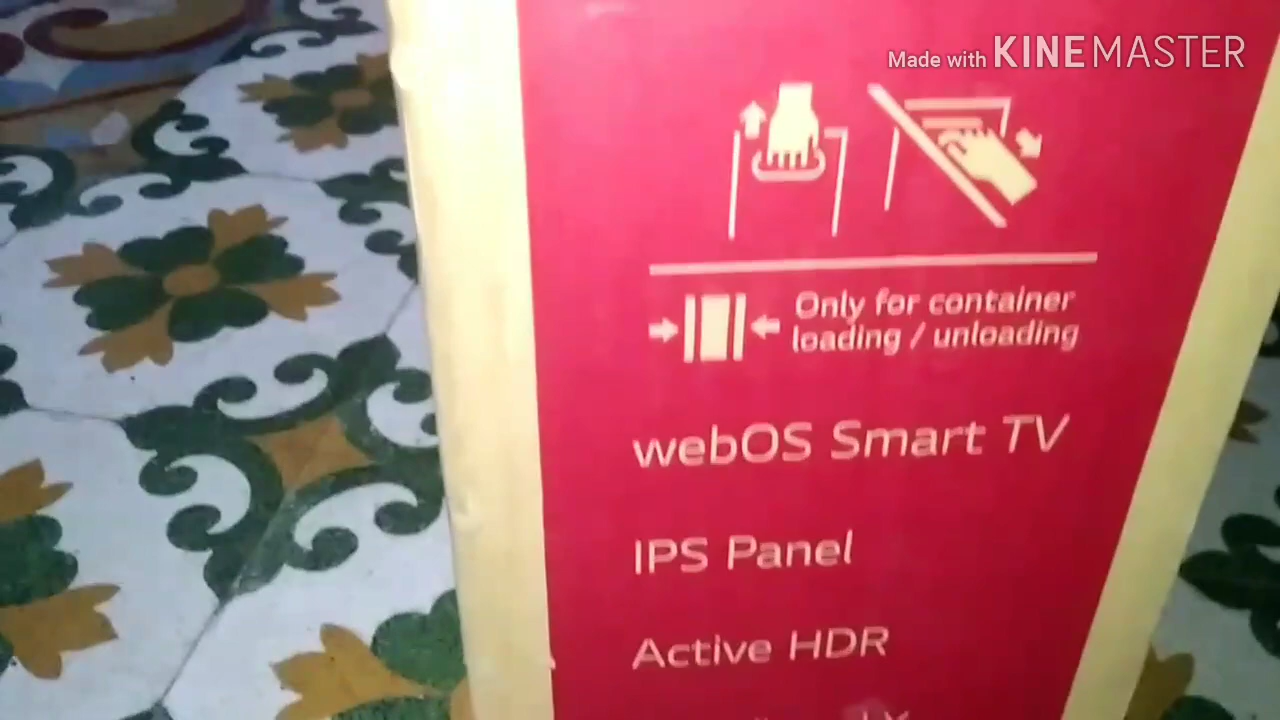 Made with KINEMASTER
Only for container
loading / unloading
webOS Smart TV
IPS Panel
Active HDR